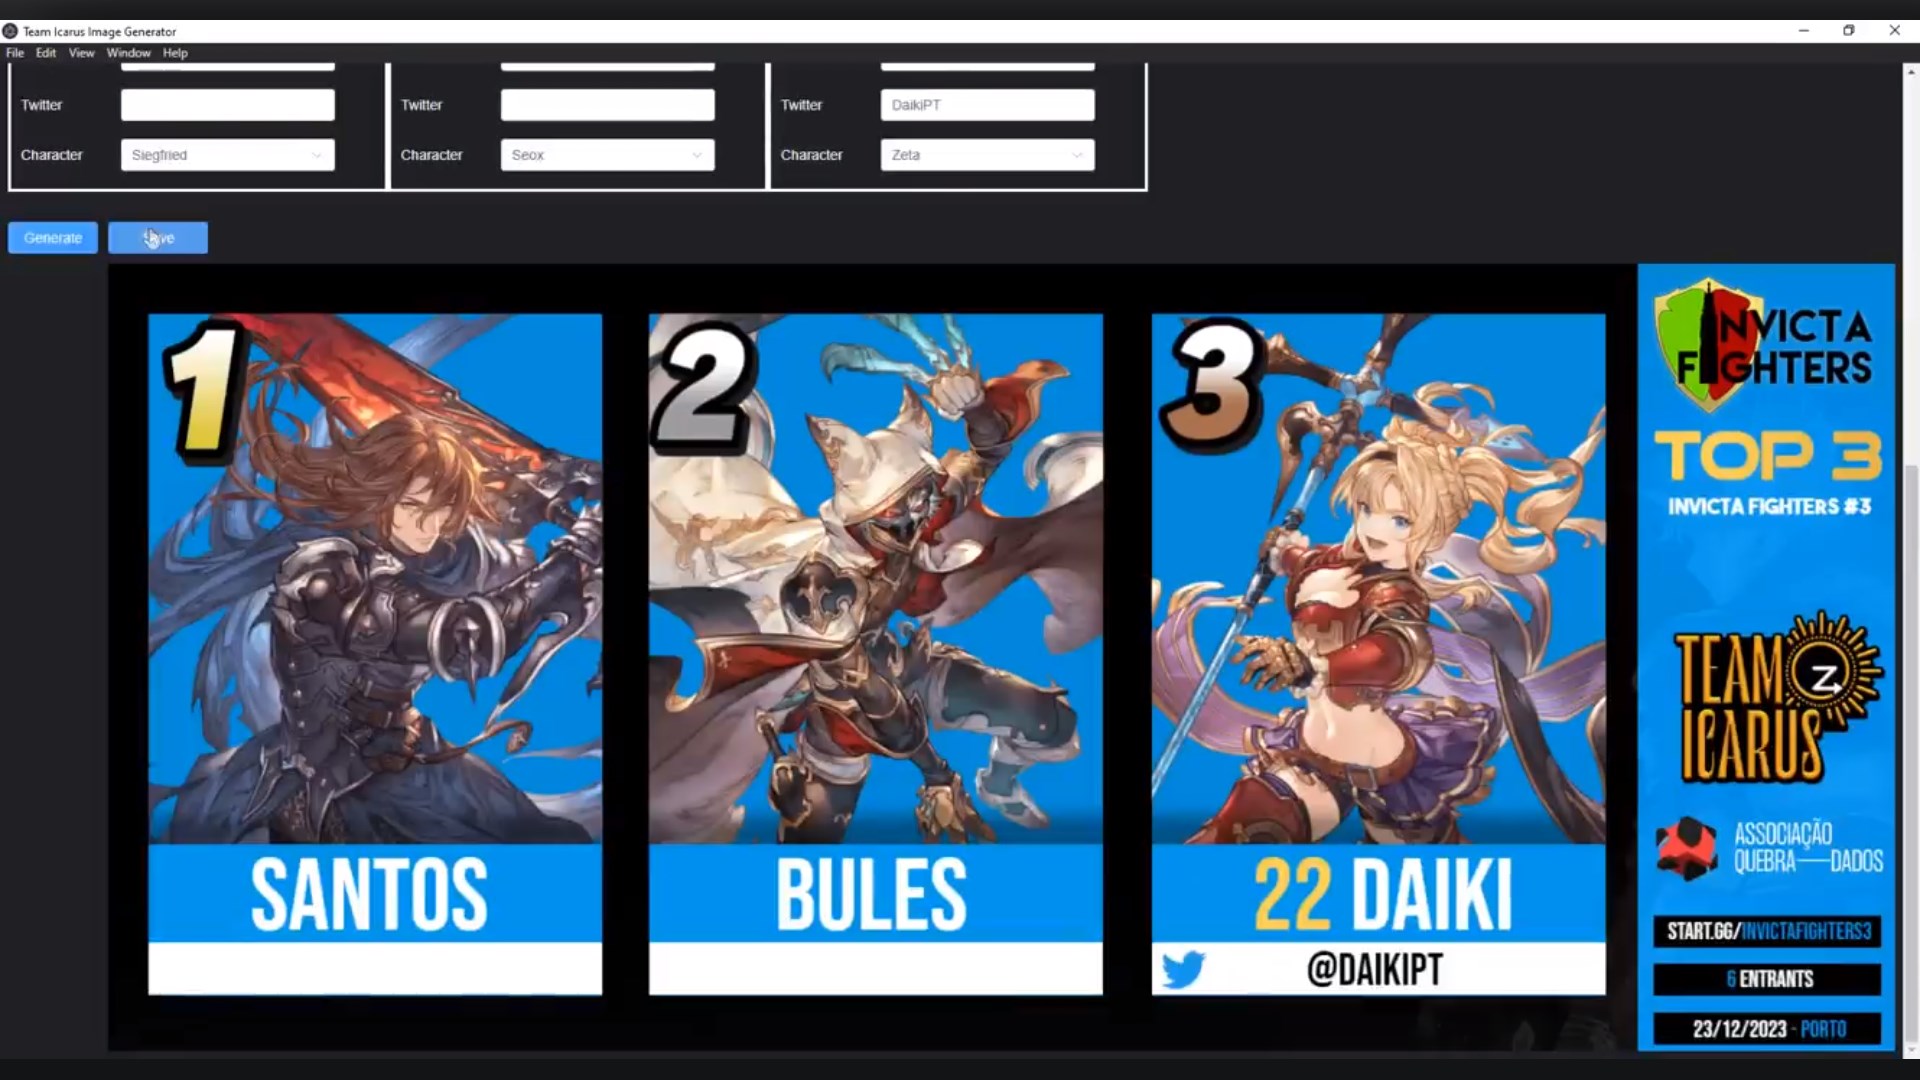 Team Icarus Image Generator
File Edit View Window Help
Twitter
Twitter
Twitter DaikiPT
Character Siegfried
Character Seox
Character Zeta
Generate
1
2
3
SANTOS
BULES
22 DAIKI
@DAIKIPT
INVICTA
FIGHTERS
TOP 3
INVICTA FIGHTERS #3
TEAM
ICARUS
Z
ASSOCIAÇÃO
QUEBRA—DADOS
START.GG/INVICTAFIGHTERS3
6 ENTRANTS
23/12/2023 - PORTO